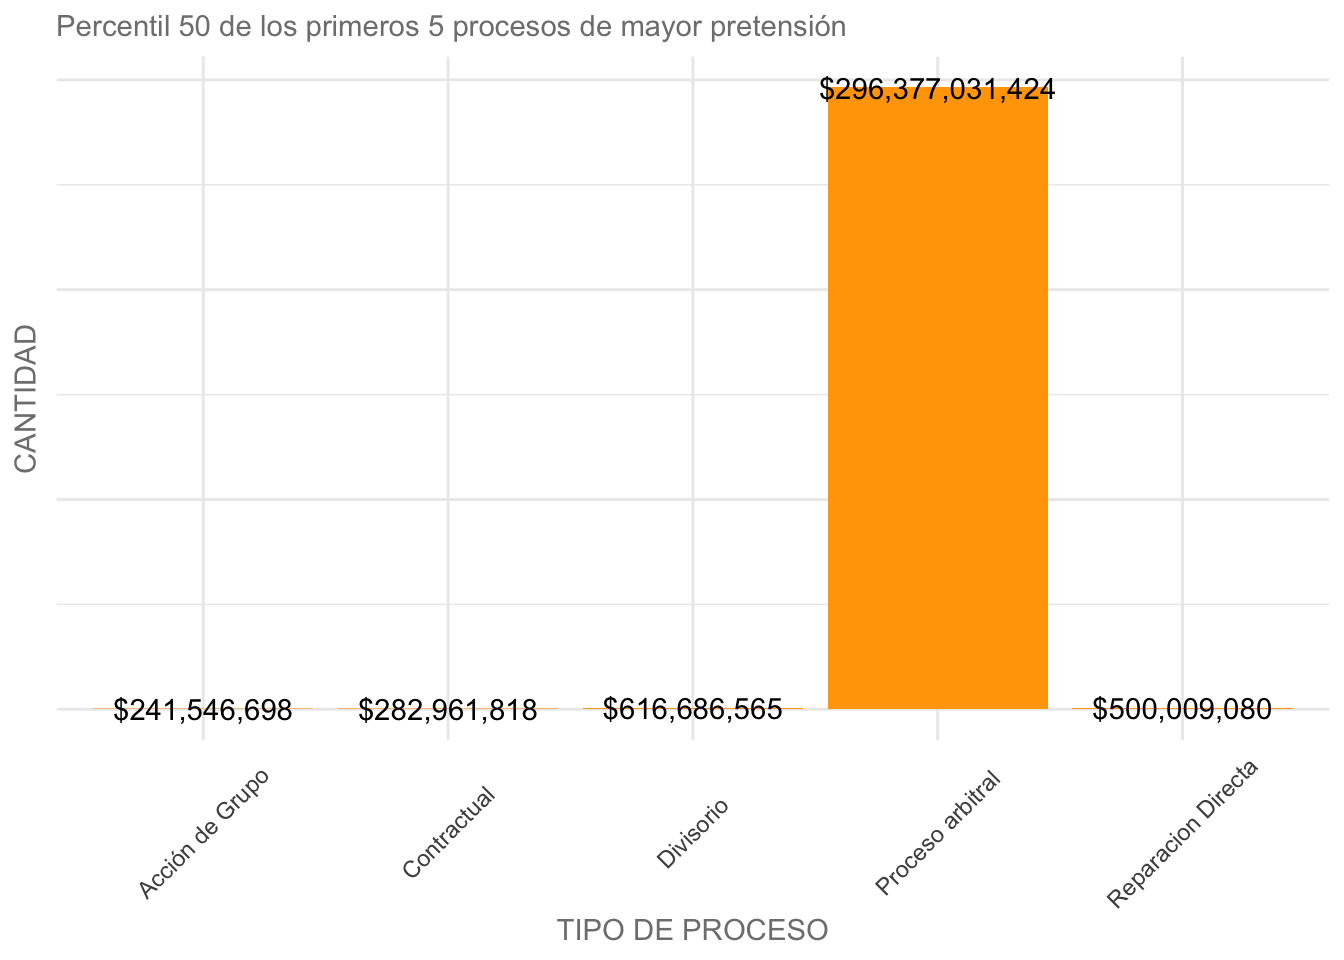 Percentil 50 de los primeros 5 procesos de mayor pretensión
$296,377,031,424
CANTIDAD
$241,546,698
$282,961,818
$616,686,565
$500,009,080
Acción de Grupo
Contractual
Divisorio
Proceso arbitral
Reparacion Directa
TIPO DE PROCESO